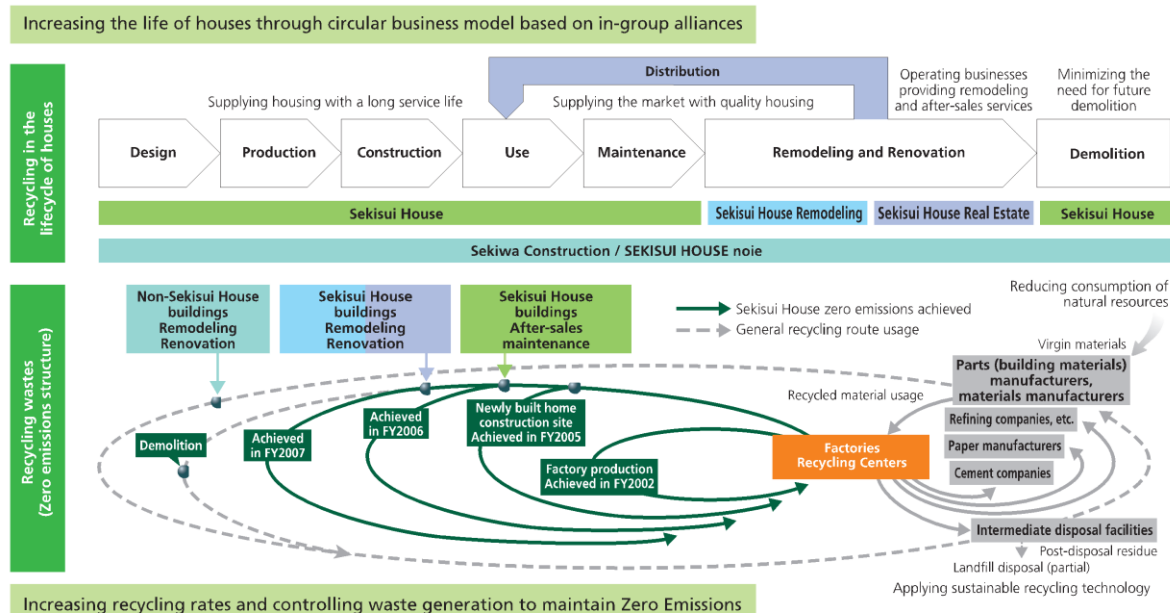 Increasing the life of houses through circular business model based on in-group alliances
Recycling in the
lifecycle of houses
Distribution
Supplying housing with a long service life
Supplying the market with quality housing
Operating businesses
providing remodeling
and after-sales services
Minimizing the
need for future
demolition
Design
Production
Construction
Use
Maintenance
Remodeling and Renovation
Demolition
Sekisui House
Sekisui House Remodeling
Sekisui House Real Estate
Sekisui House
Sekiwa Construction / SEKISUI HOUSE noie
Recycling wastes
(Zero emissions structure)
Non-Sekisui House
buildings
Remodeling
Renovation
Sekisui House
buildings
Remodeling
Renovation
Sekisui House
buildings
After-sales
maintenance
Sekisui House zero emissions achieved
General recycling route usage
Reducing consumption of
natural resources
Virgin materials
Parts (building materials)
manufacturers,
materials manufacturers
Recycled material usage
Refining companies, etc.
Paper manufacturers
Cement companies
Demolition
Achieved
in FY2007
Achieved
in FY2006
Newly built home
construction site
Achieved in FY2005
Factory production
Achieved in FY2002
Factories
Recycling Centers
Intermediate disposal facilities
Post-disposal residue
Landfill disposal (partial)
Applying sustainable recycling technology
Increasing recycling rates and controlling waste generation to maintain Zero Emissions